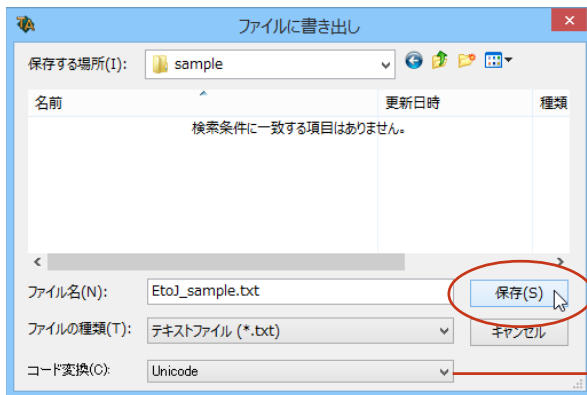 ファイルに書き出し
保存する場所(I): sample
名前 更新日時 種類
検索条件に一致する項目はありません。
ファイル名(N): EtoJ_sample.txt 保存(S)
ファイルの種類(T): テキストファイル (*.txt) キャンセル
コード変換(C): Unicode